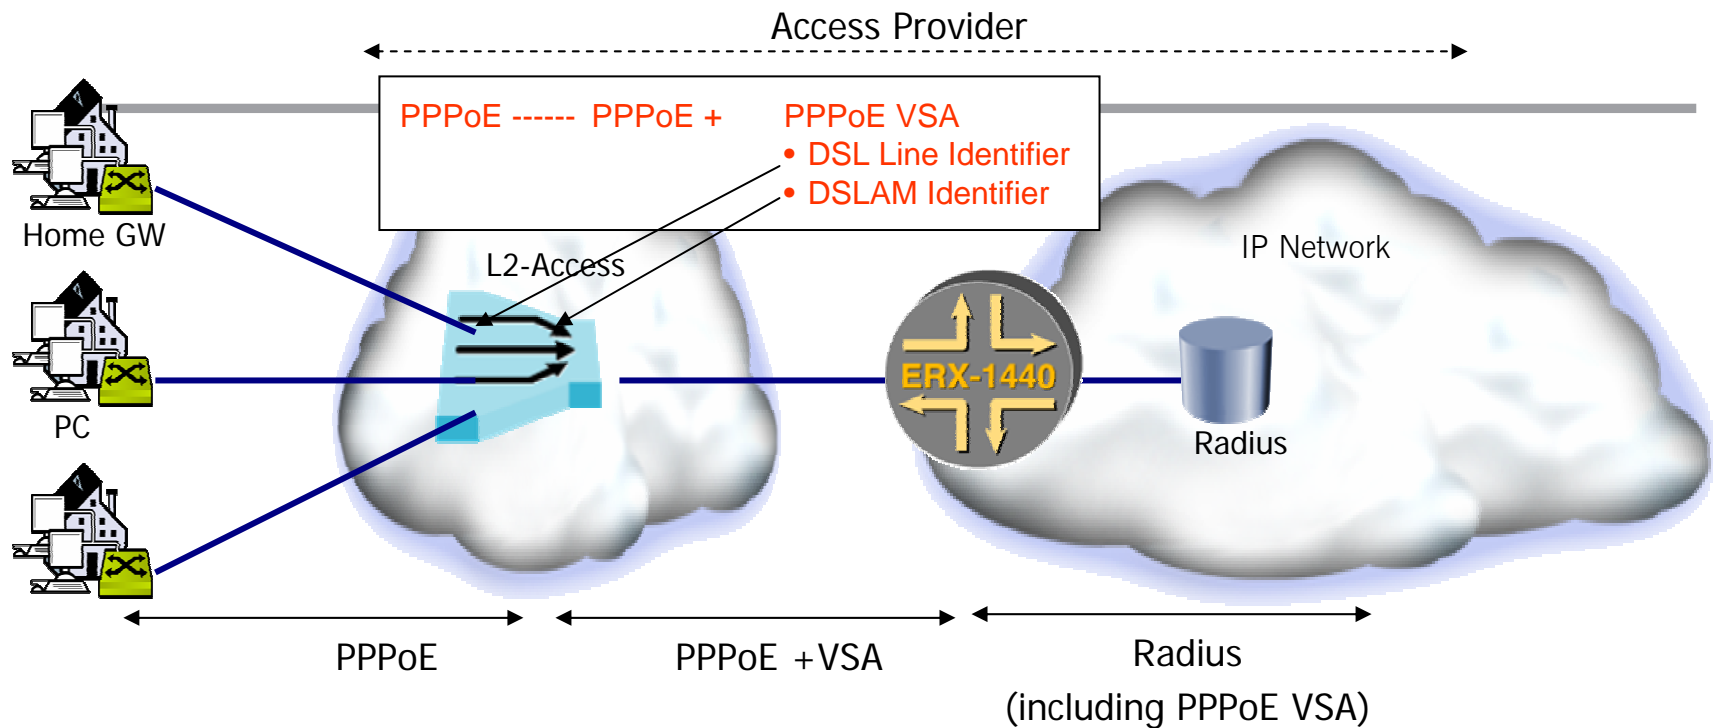 Access Provider
PPPoE ------ PPPoE + PPPoE VSA
• DSL Line Identifier
• DSLAM Identifier
Home GW
L2-Access
IP Network
ERX-1440
PC
Radius
PPPoE
PPPoE +VSA
Radius
(including PPPoE VSA)